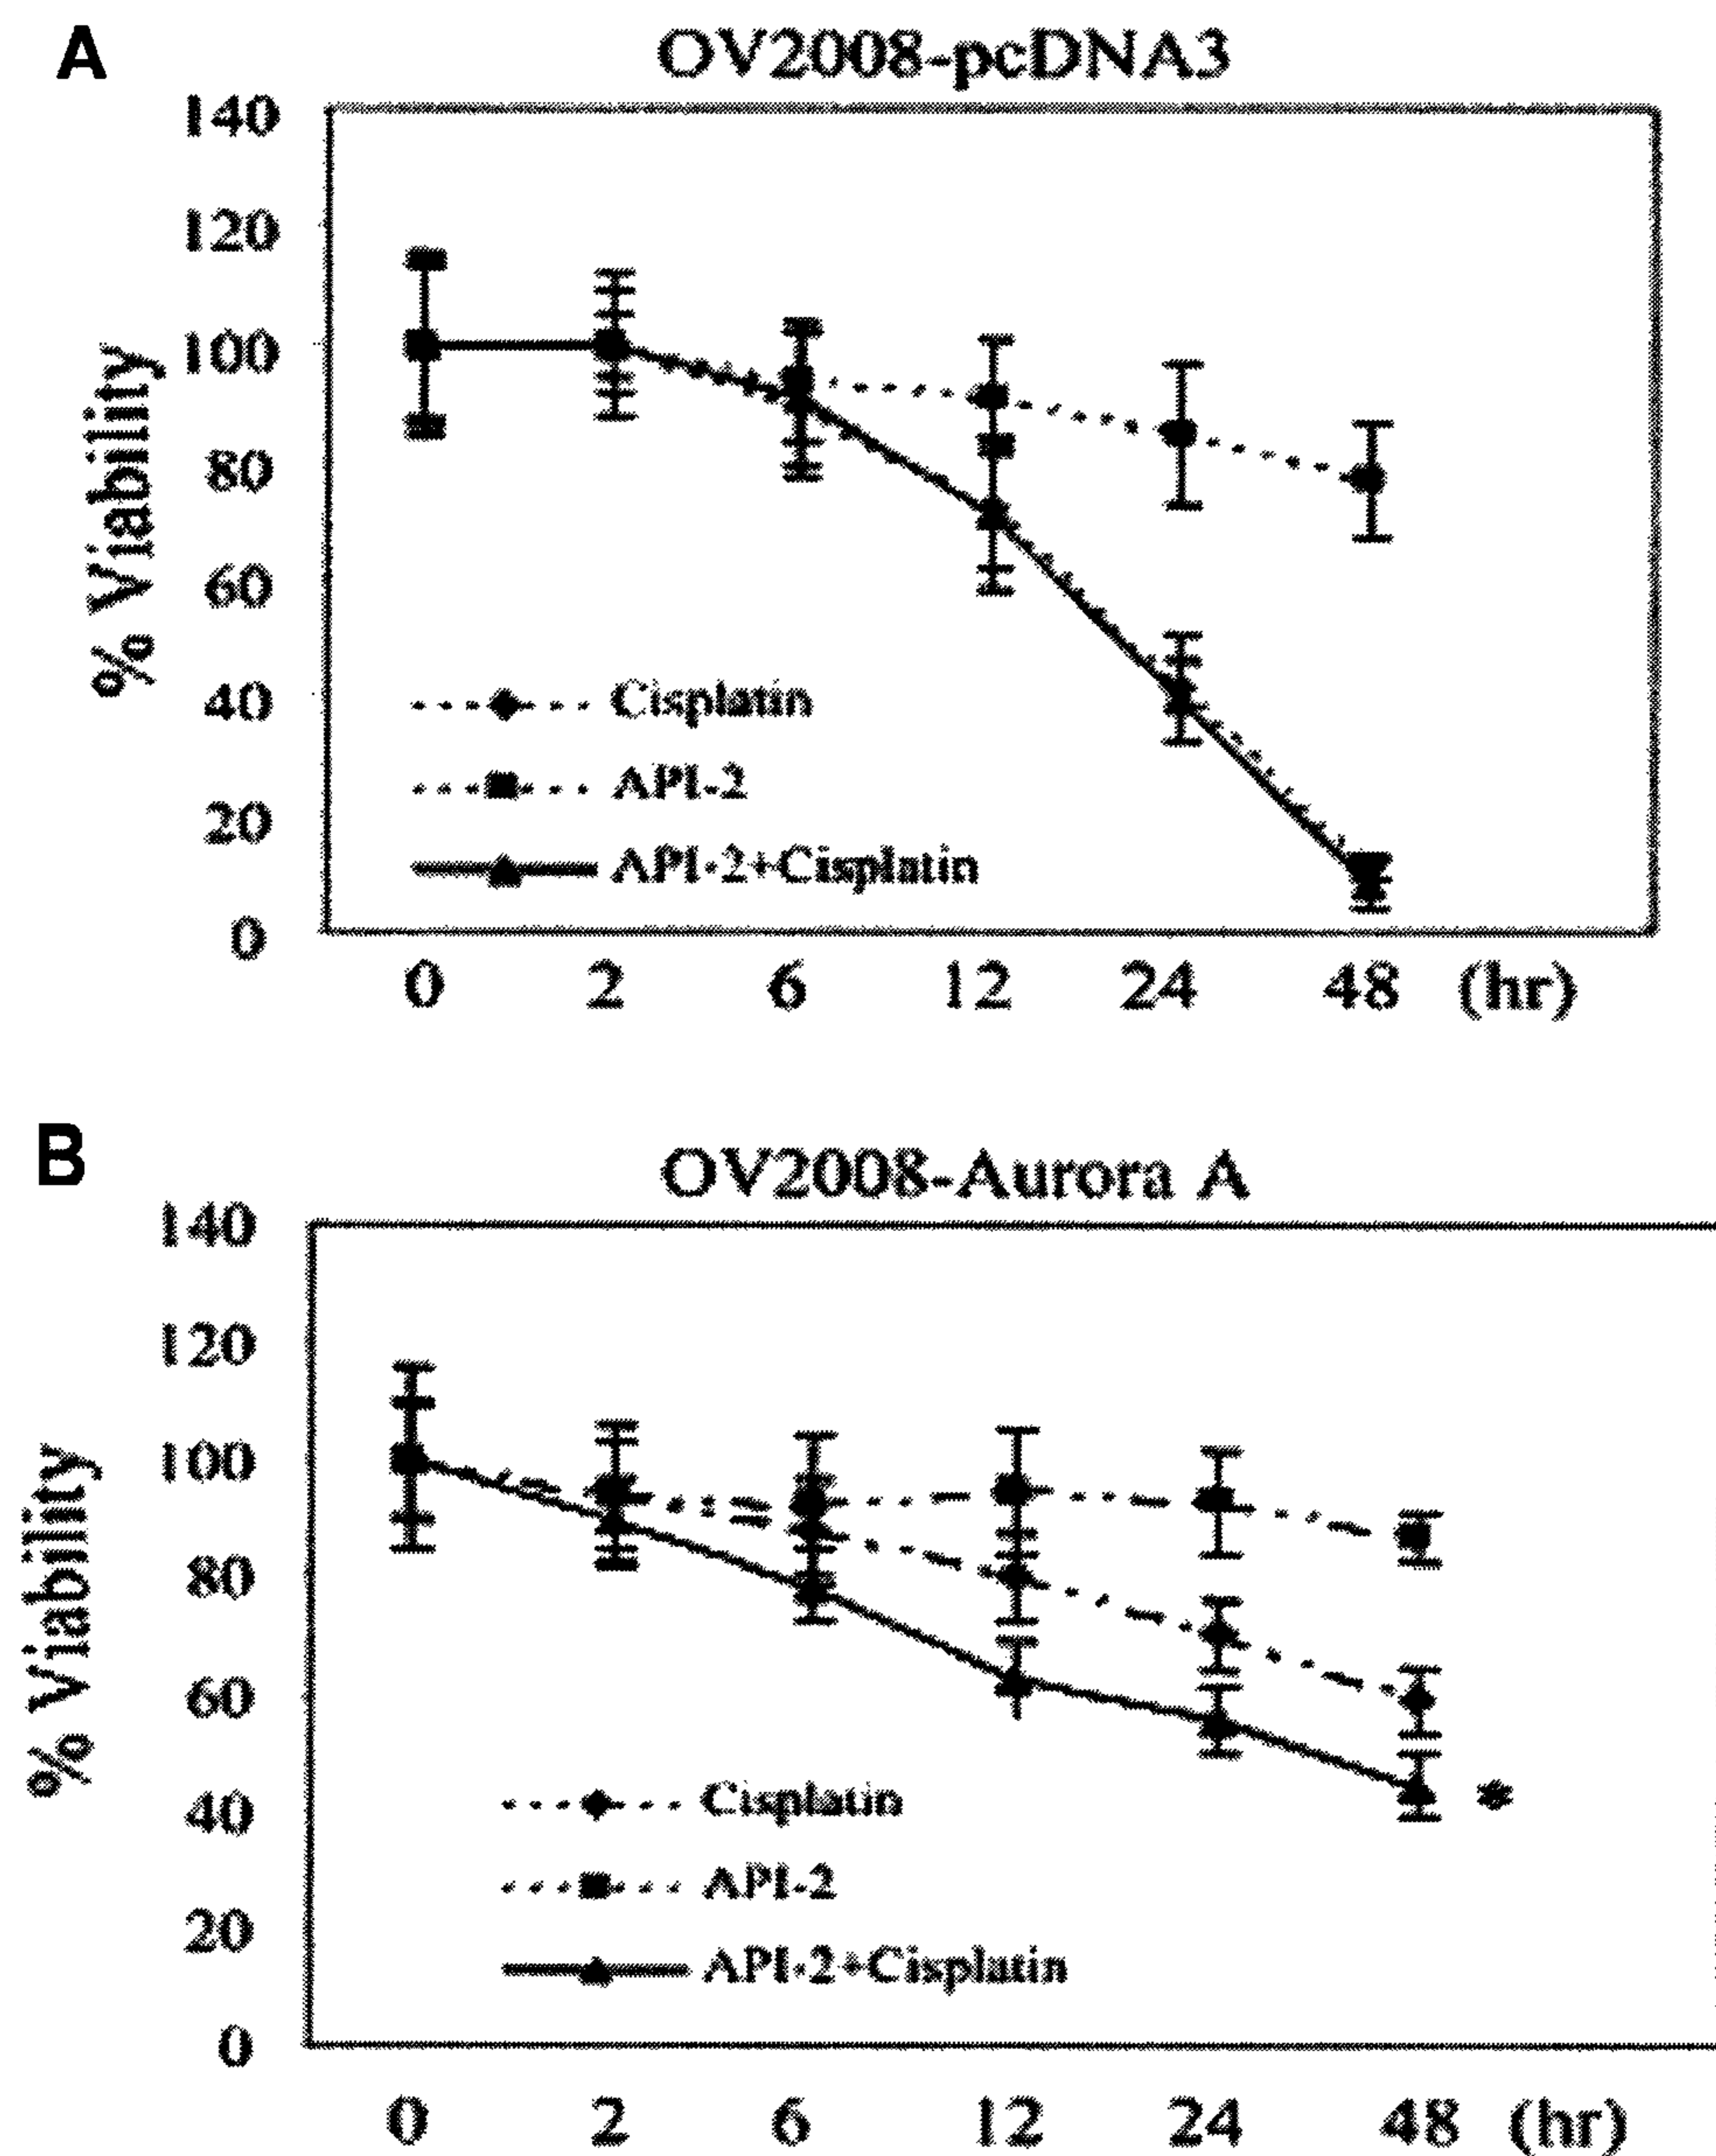 A
OV2008-pcDNA3
140
120
100
80
60
40
20
0
% Viability
Cisplatin
API-2
API-2+Cisplatin
0 2 6 12 24 48 (hr)
B
OV2008-Aurora A
140
120
100
80
60
40
20
0
% Viability
*
Cisplatin
API-2
API-2+Cisplatin
0 2 6 12 24 48 (hr)